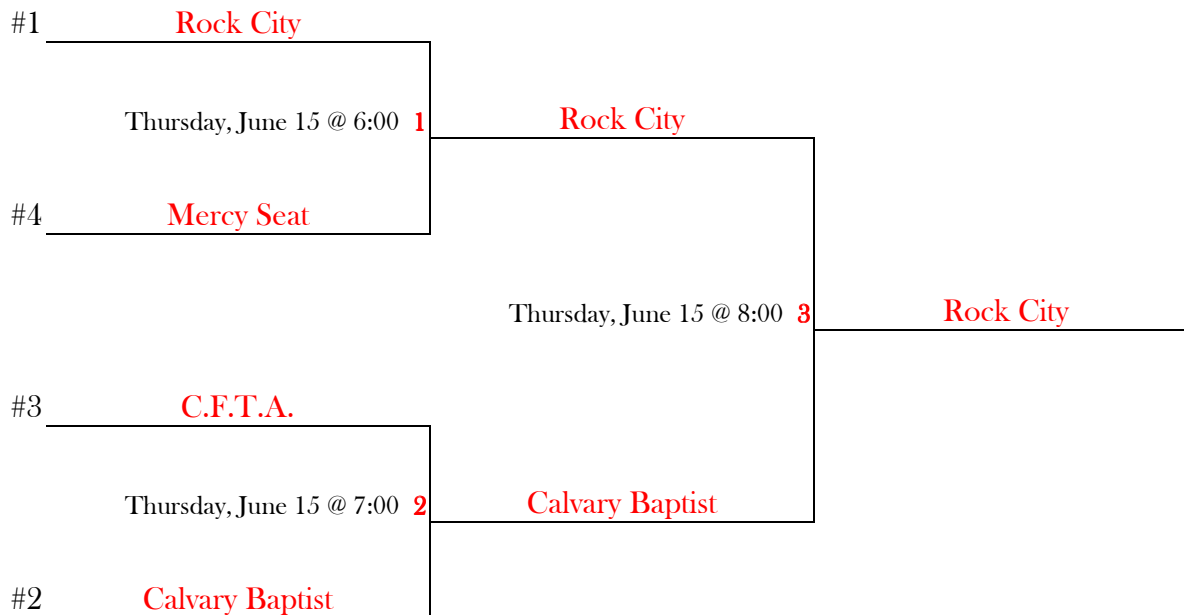 #1 Rock City
Thursday, June 15 @ 6:00 1
Rock City
#4 Mercy Seat
Thursday, June 15 @ 8:00 3
Rock City
#3 C.F.T.A.
Thursday, June 15 @ 7:00 2
Calvary Baptist
#2 Calvary Baptist